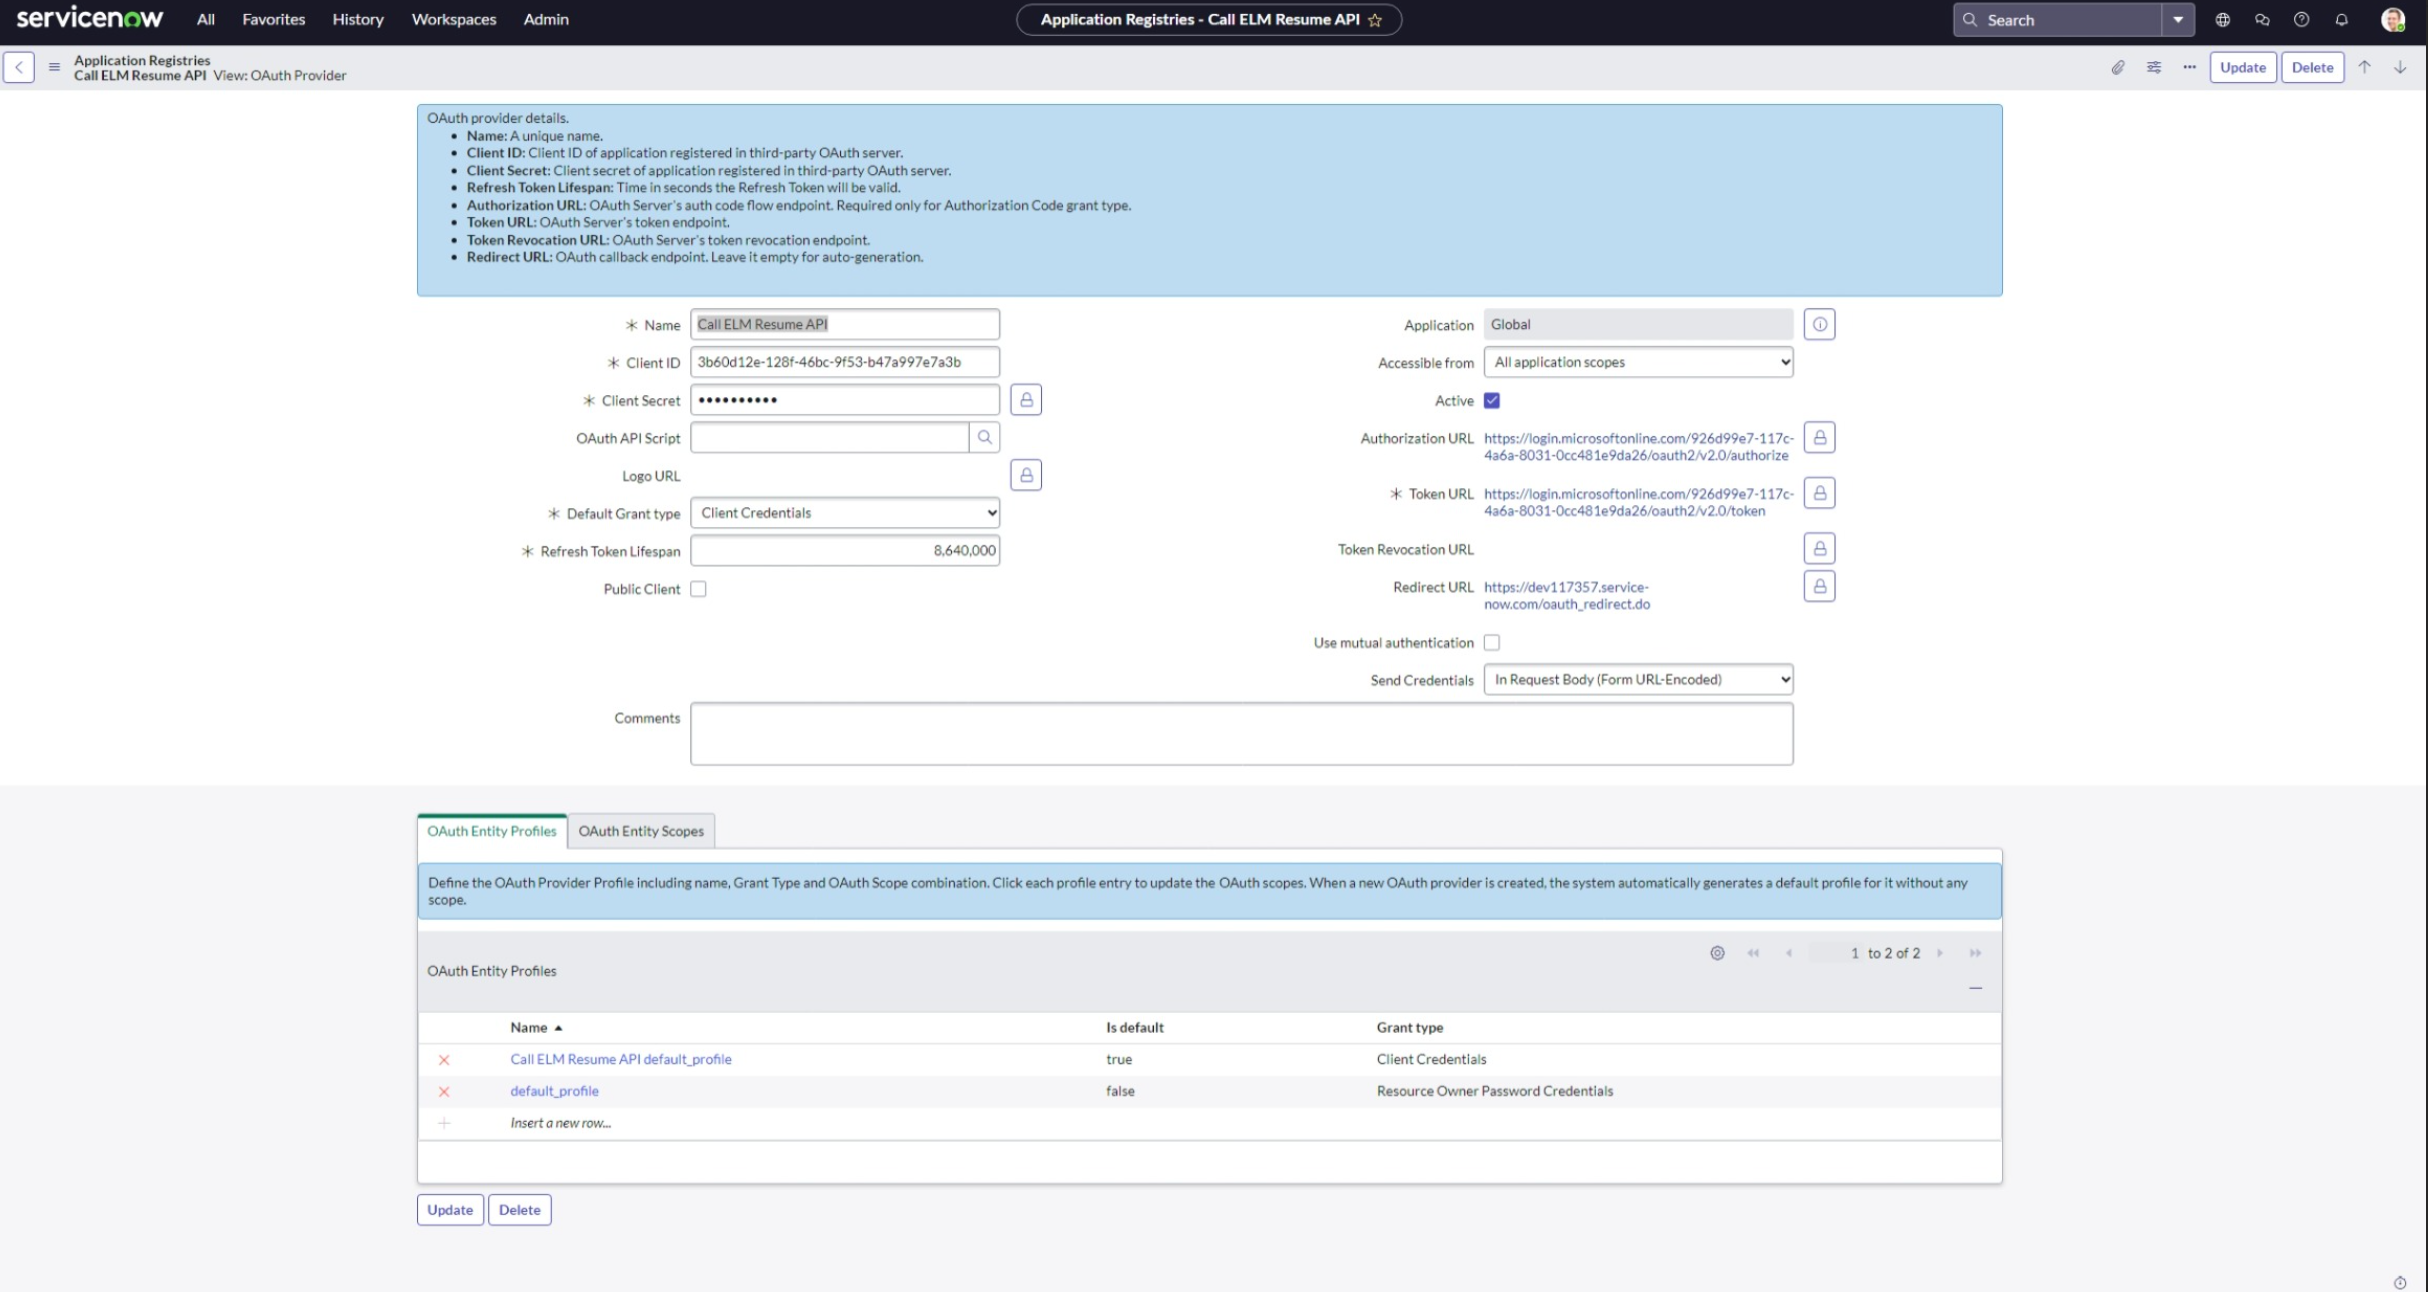 servicenow All Favorites History Workspaces Admin Application Registries - Call ELM Resume API Search
Application Registries
Call ELM Resume API View: OAuth Provider Update Delete
OAuth provider details.
• Name: A unique name.
• Client ID: Client ID of application registered in third-party OAuth server.
• Client Secret: Client secret of application registered in third-party OAuth server.
• Refresh Token Lifespan: Time in seconds the Refresh Token will be valid.
• Authorization URL: OAuth Server's auth code flow endpoint. Required only for Authorization Code grant type.
• Token URL: OAuth Server's token endpoint.
• Token Revocation URL: OAuth Server's token revocation endpoint.
• Redirect URL: OAuth callback endpoint. Leave it empty for auto-generation.
Name Call ELM Resume API
Client ID 3b60d12e-128f-46bc-9f53-b47a997e7a3b
Client Secret ••••••••••
OAuth API Script
Logo URL
Default Grant type Client Credentials
Refresh Token Lifespan 8,640,000
Public Client
Application Global
Accessible from All application scopes
Active
Authorization URL https://login.microsoftonline.com/926d99e7-117c-
4a6a-8031-0cc481e9da26/oauth2/v2.0/authorize
Token URL https://login.microsoftonline.com/926d99e7-117c-
4a6a-8031-0cc481e9da26/oauth2/v2.0/token
Token Revocation URL
Redirect URL https://dev117357.service-
now.com/oauth_redirect.do
Use mutual authentication
Send Credentials In Request Body (Form URL-Encoded)
Comments
OAuth Entity Profiles OAuth Entity Scopes
Define the OAuth Provider Profile including name, Grant Type and OAuth Scope combination. Click each profile entry to update the OAuth scopes. When a new OAuth provider is created, the system automatically generates a default profile for it without any
scope.
1 to 2 of 2
OAuth Entity Profiles
Name Is default Grant type
Call ELM Resume API default_profile true Client Credentials
default_profile false Resource Owner Password Credentials
Insert a new row...
Update Delete